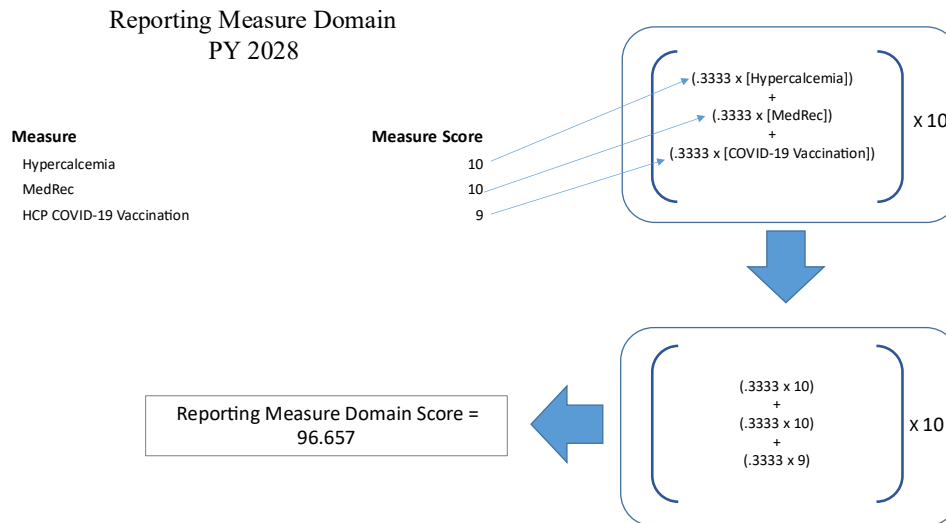 Reporting Measure Domain
PY 2028
Measure Measure Score
Hypercalcemia 10
MedRec 10
HCP COVID-19 Vaccination 9
(.3333 x [Hypercalcemia])
+
(.3333 x [MedRec])
+
(.3333 x [COVID-19 Vaccination])
X 10
(.3333 x 10)
+
(.3333 x 10)
+
(.3333 x 9)
X 10
Reporting Measure Domain Score =
96.657